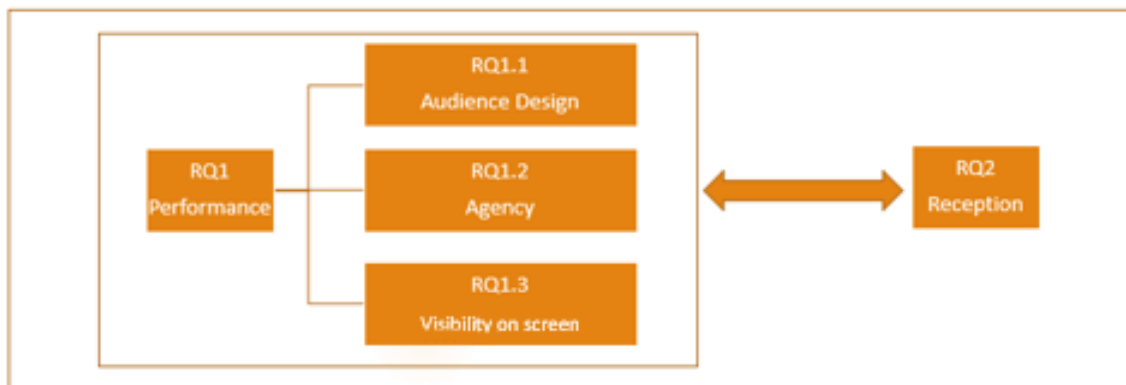 RQ1.1
Audience Design
RQ1
Performance
RQ1.2
Agency
RQ1.3
Visibility on screen
RQ2
Reception